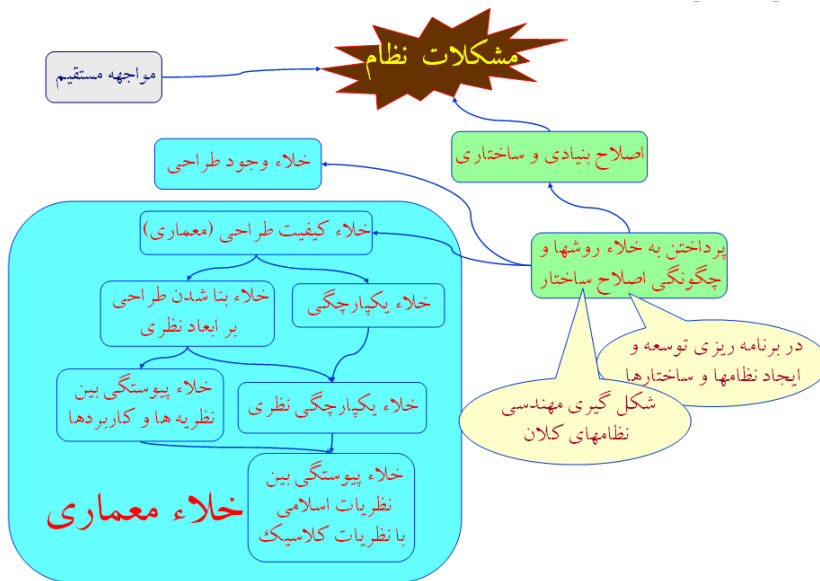 مشکلات نظام
مواجهه مستقیم
اصلاح بنیادی و ساختاری
خلاء وجود طراحی
خلاء کیفیت طراحی (معماری)
پرداختن به خلاء روشها و
چگونگی اصلاح ساختار
خلاء یکپارچگی
خلاء بنا شدن طراحی
بر ابعاد نظری
در برنامه ریزی توسعه و
ایجاد نظامها و ساختارها
شکل گیری مهندسی
نظامهای کلان
خلاء یکپارچگی نظری
خلاء پیوستگی بین
نظریه ها و کاربردها
خلاء پیوستگی بین
نظریات اسلامی
با نظریات کلاسیک
خلاء معماری